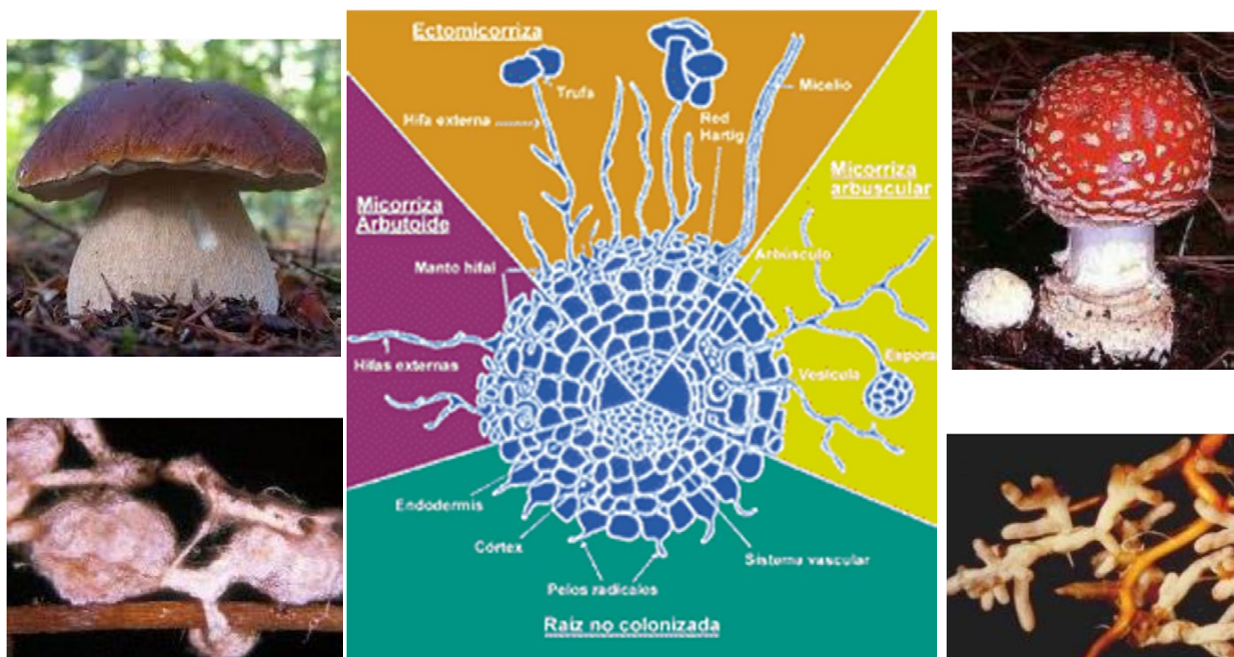 Ectomicorriza
Trufa
Micelio
Hifa externa
Red
Hartig
Micorriza
arbuscular
Micorriza
Arbutoide
Manto hifal
Arbúsculo
Hifas externas
Espora
Vesícula
Endodermis
Córtex
Sistema vascular
Pelos radicales
Raíz no colonizada